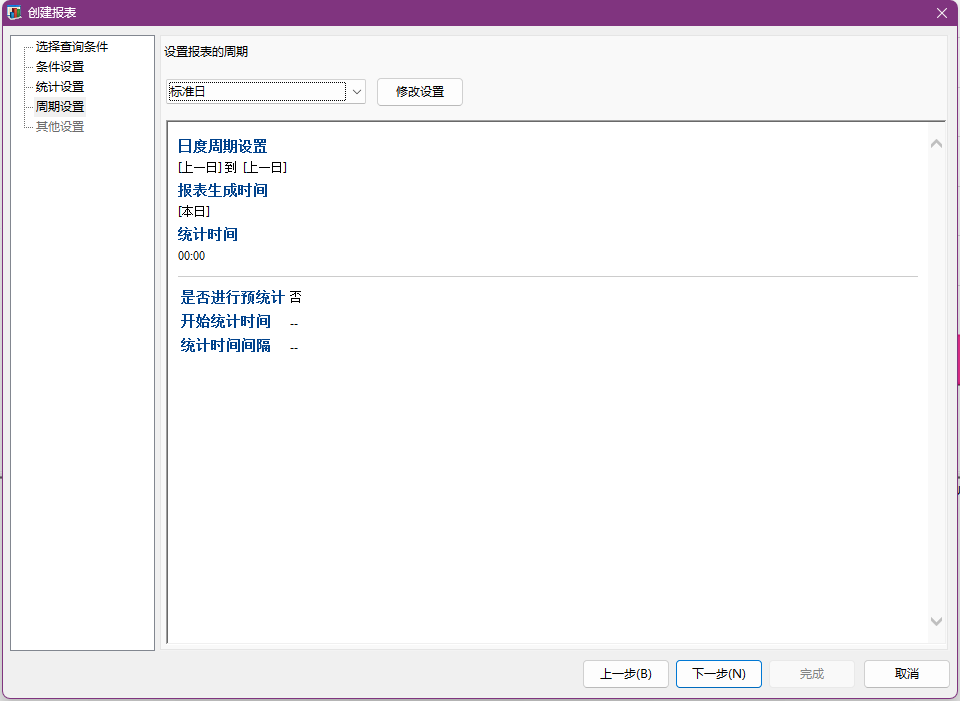 创建报表
选择查询条件
条件设置
统计设置
周期设置
其他设置
设置报表的周期
标准日
修改设置
日度周期设置
[上一日] 到 [上一日]
报表生成时间
[本日]
统计时间
00:00
是否进行预统计 否
开始统计时间 --
统计时间间隔 --
上一步(B)
下一步(N)
完成
取消